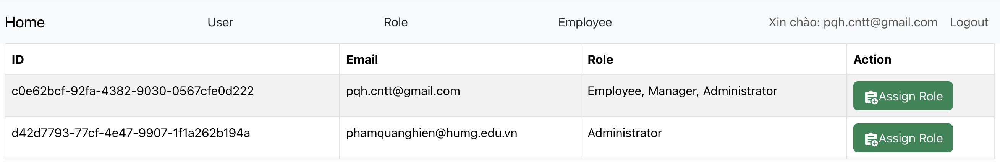 Home User Role Employee Xin chào: pqh.cntt@gmail.com Logout
ID Email Role Action
c0e62bcf-92fa-4382-9030-0567cfe0d222 pqh.cntt@gmail.com Employee, Manager, Administrator Assign Role
d42d7793-77cf-4e47-9907-1f1a262b194a phamquanghien@humg.edu.vn Administrator Assign Role